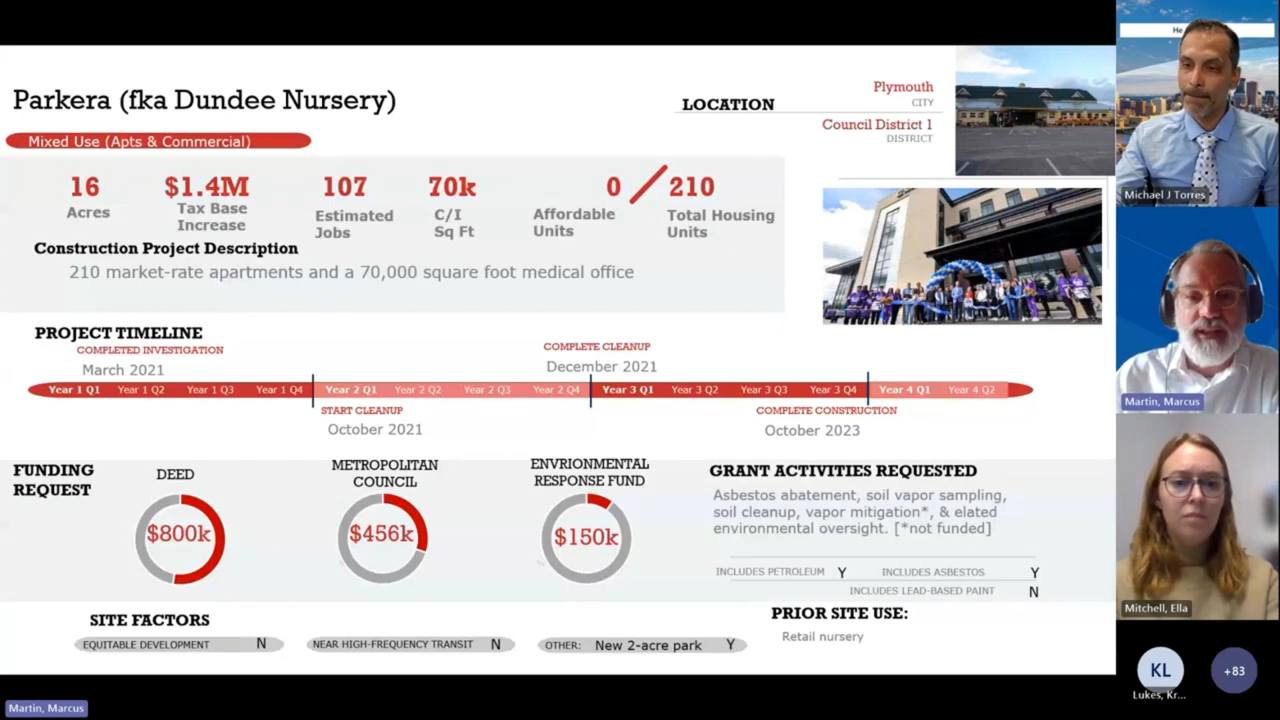 Parkera (fka Dundee Nursery)
Mixed Use (Apts & Commercial)
LOCATION
Plymouth
CITY
Council District 1
DISTRICT
16
Acres
$1.4M
Tax Base
Increase
107
Estimated
Jobs
70k
C/I
Sq Ft
0
Affordable
Units
210
Total Housing
Units
Construction Project Description
210 market-rate apartments and a 70,000 square foot medical office
PROJECT TIMELINE
COMPLETED INVESTIGATION
March 2021
COMPLETE CLEANUP
December 2021
Year 1 Q1 Year 1 Q2 Year 1 Q3 Year 1 Q4 Year 2 Q1 Year 2 Q2 Year 2 Q3 Year 2 Q4 Year 3 Q1 Year 3 Q2 Year 3 Q3 Year 3 Q4 Year 4 Q1 Year 4 Q2
START CLEANUP
October 2021
COMPLETE CONSTRUCTION
October 2023
FUNDING
REQUEST
DEED
$800k
METROPOLITAN
COUNCIL
$456k
ENVRIONMENTAL
RESPONSE FUND
$150k
GRANT ACTIVITIES REQUESTED
Asbestos abatement, soil vapor sampling,
soil cleanup, vapor mitigation*, & elated
environmental oversight. [*not funded]
INCLUDES PETROLEUM Y INCLUDES ASBESTOS Y
INCLUDES LEAD-BASED PAINT N
SITE FACTORS
EQUITABLE DEVELOPMENT N
NEAR HIGH-FREQUENCY TRANSIT N
OTHER: New 2-acre park Y
PRIOR SITE USE:
Retail nursery
Michael J Torres
Martin, Marcus
Mitchell, Ella
KL
Lukes, Kr...
+83
Martin, Marcus